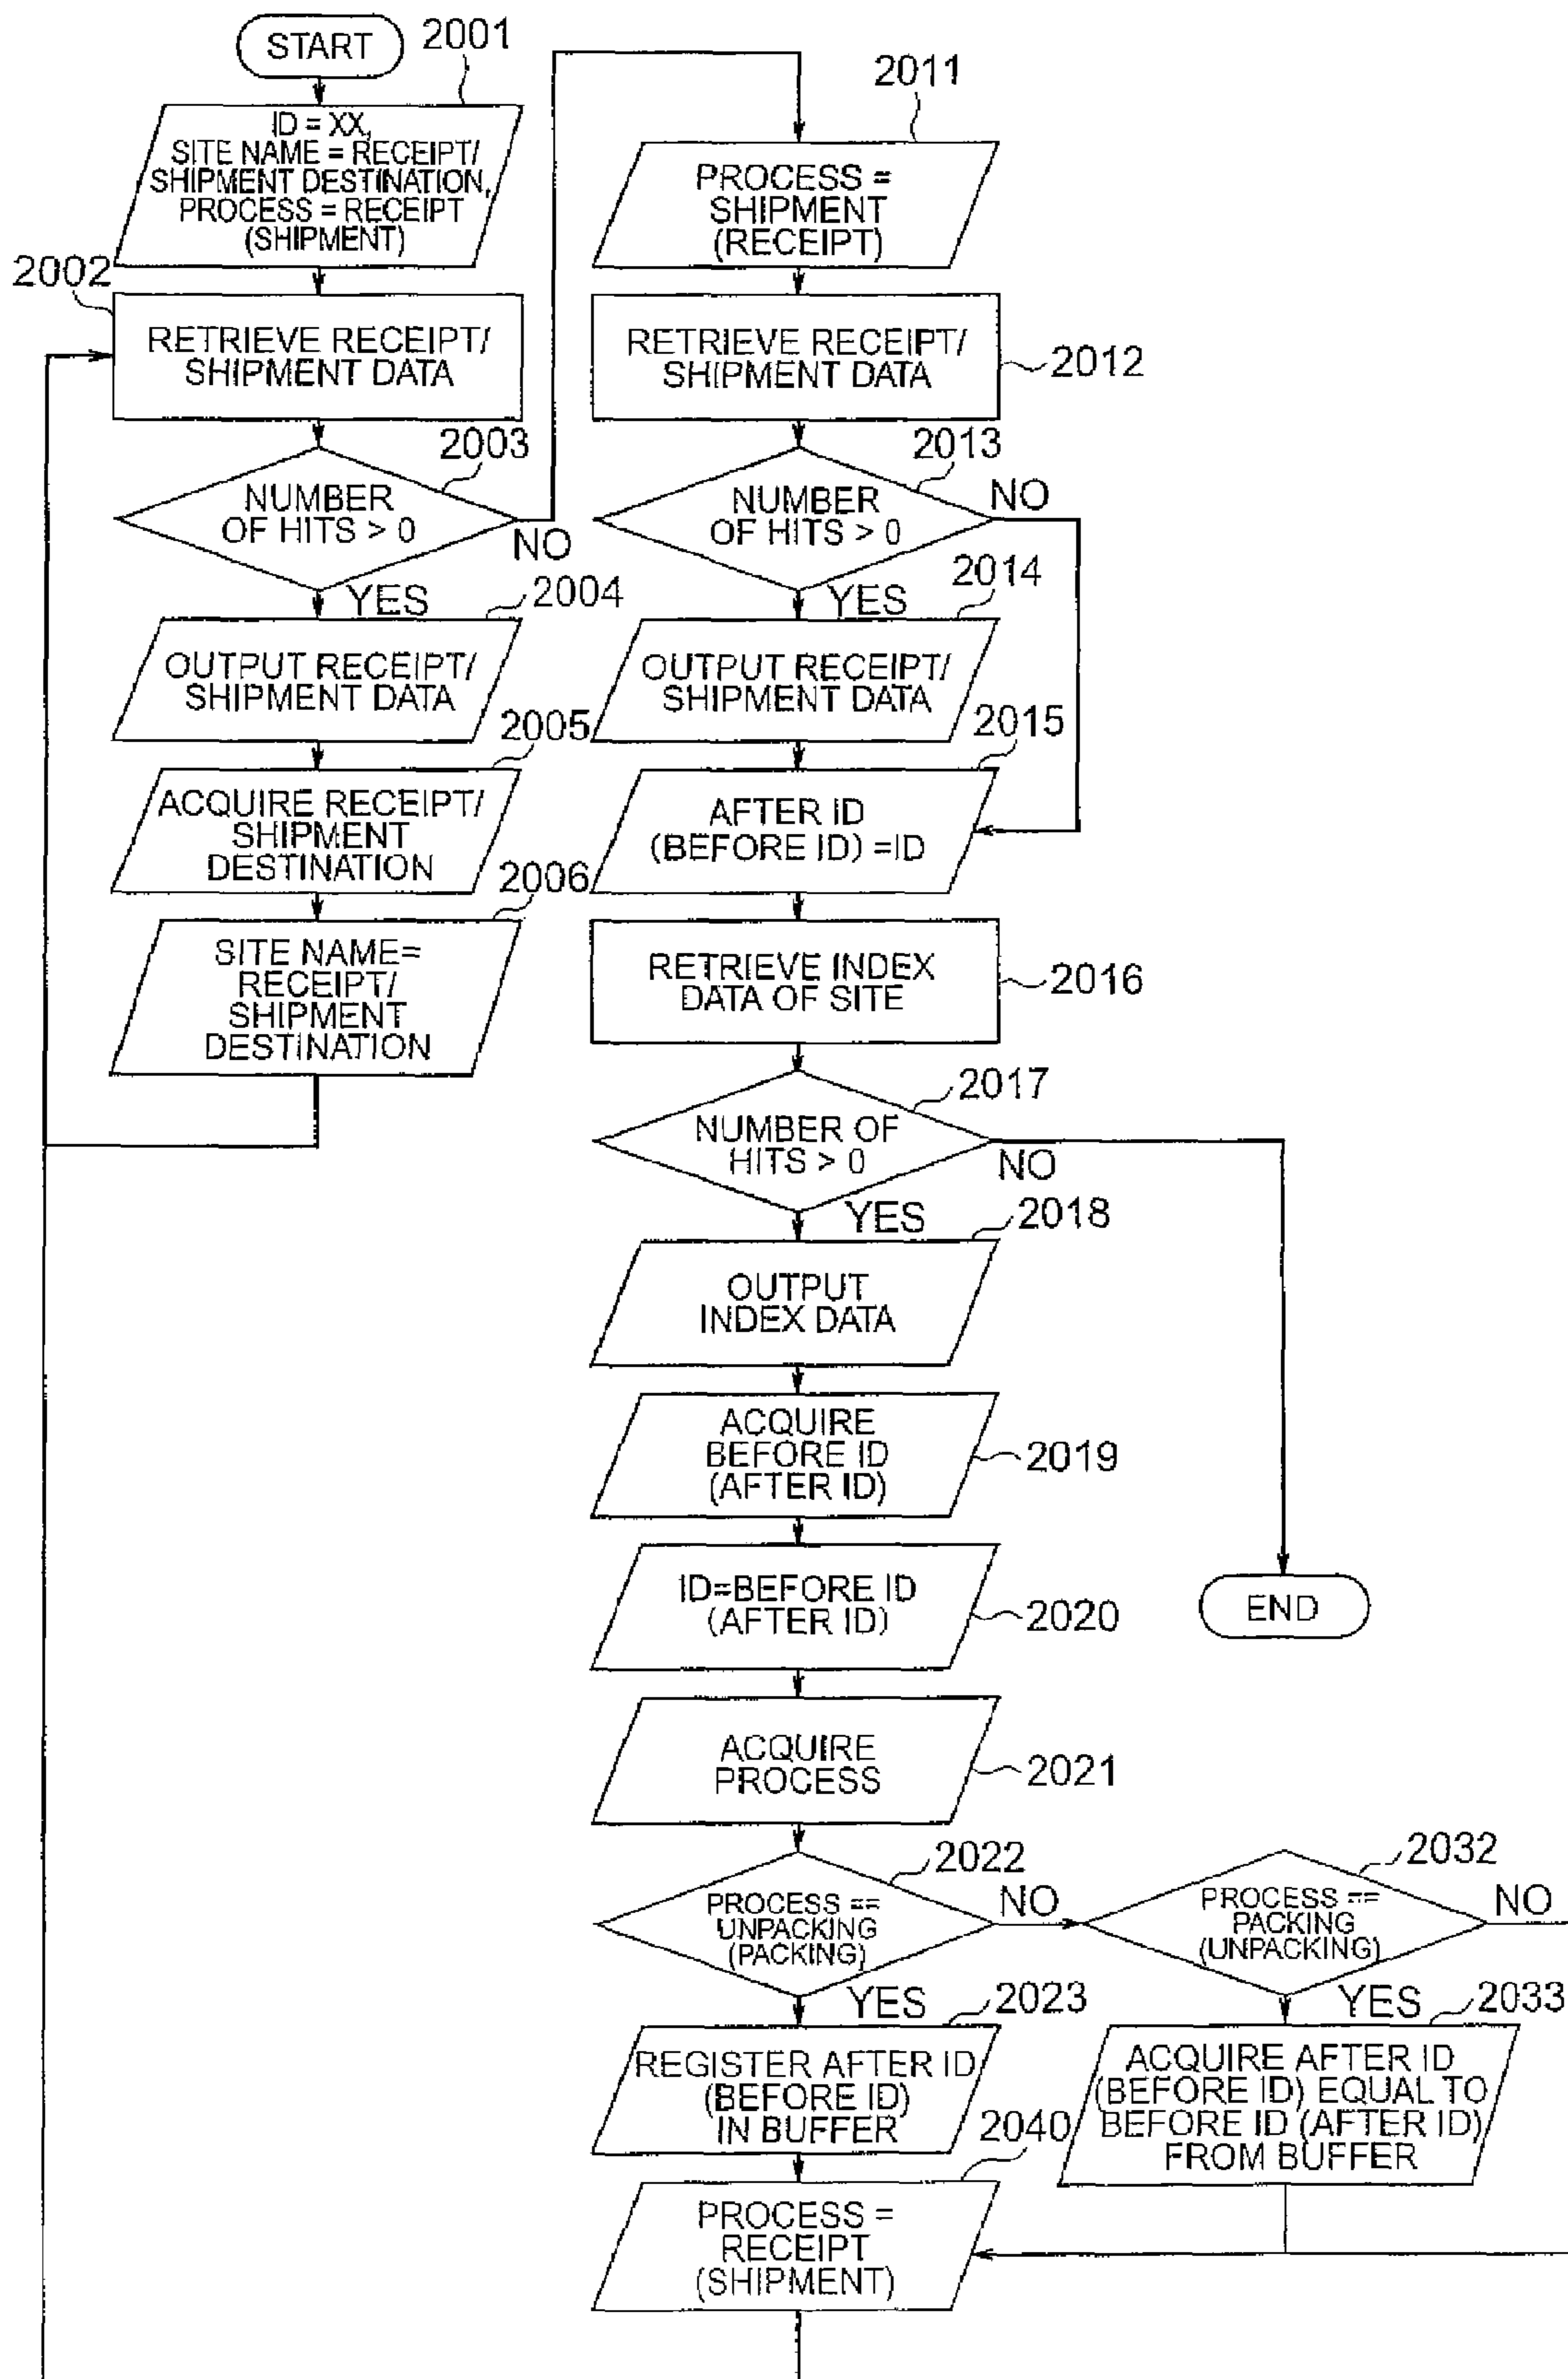 START
2001
ID = XX,
SITE NAME = RECEIPT/
SHIPMENT DESTINATION,
PROCESS = RECEIPT
(SHIPMENT)
2002
RETRIEVE RECEIPT/
SHIPMENT DATA
2003
NUMBER
OF HITS > 0
NO
YES
2004
OUTPUT RECEIPT/
SHIPMENT DATA
2005
ACQUIRE RECEIPT/
SHIPMENT
DESTINATION
2006
SITE NAME=
RECEIPT/
SHIPMENT
DESTINATION
2011
PROCESS =
SHIPMENT
(RECEIPT)
RETRIEVE RECEIPT/
SHIPMENT DATA
2012
2013
NUMBER
OF HITS > 0
NO
YES
2014
OUTPUT RECEIPT/
SHIPMENT DATA
2015
AFTER ID
(BEFORE ID) =ID
RETRIEVE INDEX
DATA OF SITE
2016
2017
NUMBER OF
HITS > 0
NO
YES
2018
OUTPUT
INDEX DATA
ACQUIRE
BEFORE ID
(AFTER ID)
2019
ID=BEFORE ID
(AFTER ID)
2020
END
ACQUIRE
PROCESS
2021
2022
PROCESS ==
UNPACKING
(PACKING)
NO
YES
2032
PROCESS ==
PACKING
(UNPACKING)
NO
YES
2023
REGISTER AFTER ID
(BEFORE ID)
IN BUFFER
2033
ACQUIRE AFTER ID
(BEFORE ID) EQUAL TO
BEFORE ID (AFTER ID)
FROM BUFFER
2040
PROCESS =
RECEIPT
(SHIPMENT)